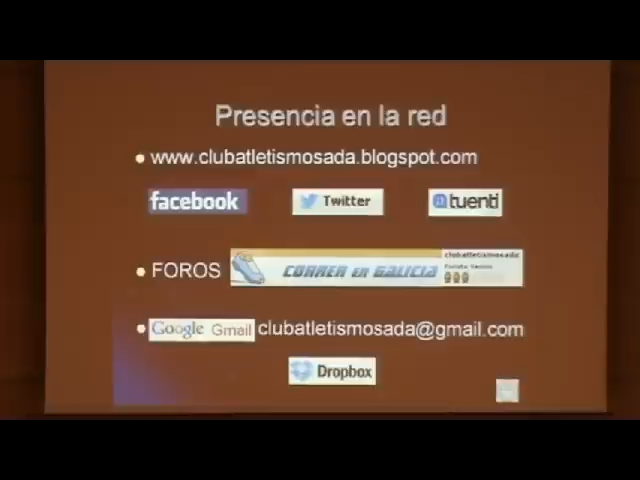 Presencia en la red
www.clubatletismosada.blogspot.com
facebook Twitter tuenti
FOROS CORRER EN GALICIA clubatletismosada
Google Gmail clubatletismosada@gmail.com
Dropbox